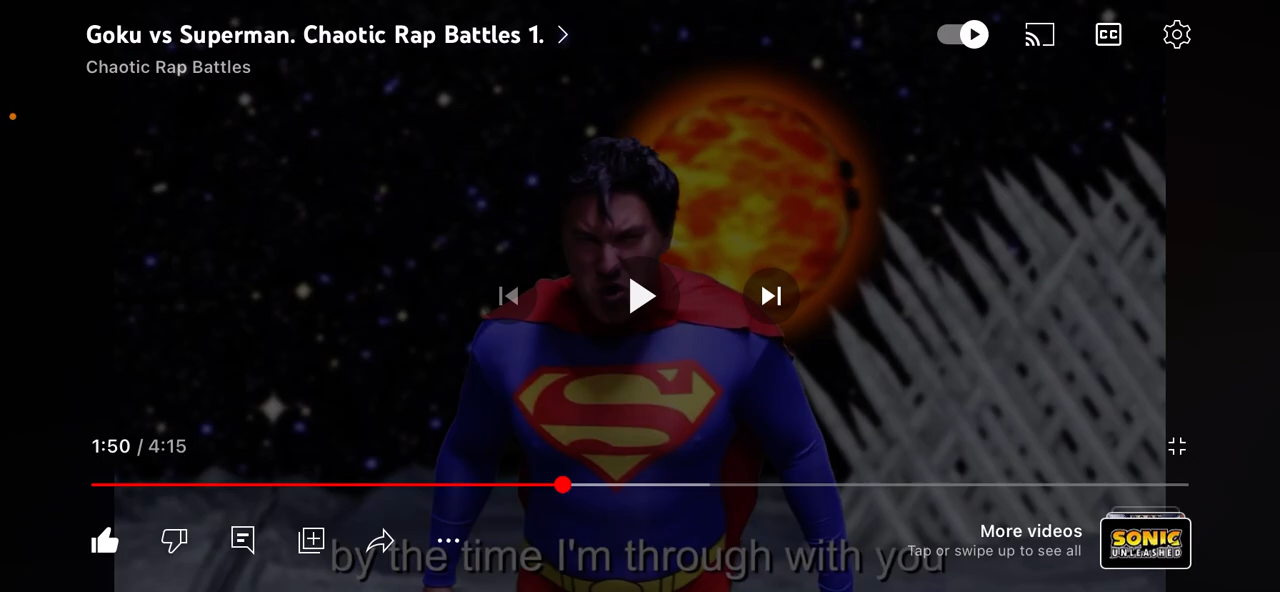 Goku vs Superman. Chaotic Rap Battles 1.
Chaotic Rap Battles
CC
S
1:50 / 4:15
More videos
Tap or swipe up to see all
SONIC
UNLEASHED
by the time I'm through with you